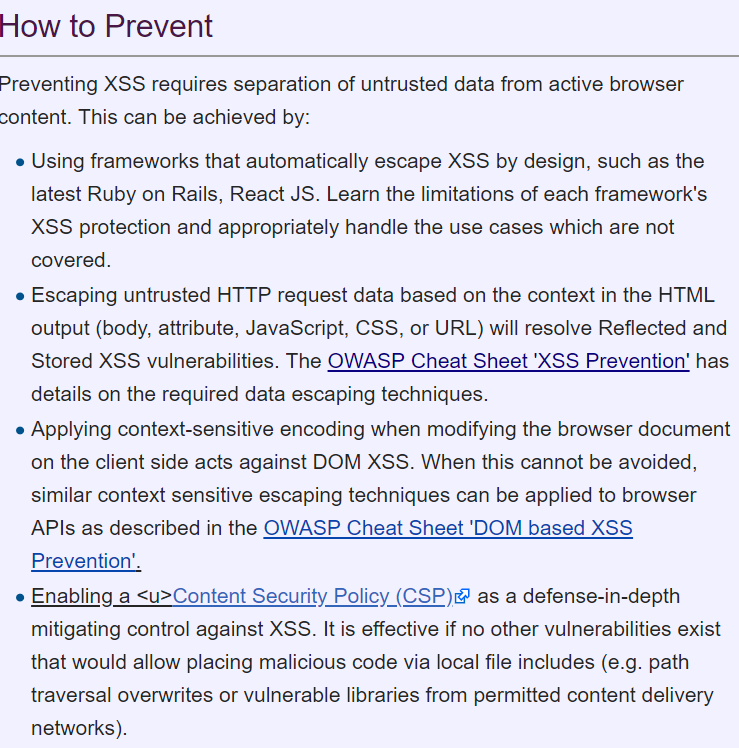 How to Prevent
Preventing XSS requires separation of untrusted data from active browser
content. This can be achieved by:
Using frameworks that automatically escape XSS by design, such as the
latest Ruby on Rails, React JS. Learn the limitations of each framework's
XSS protection and appropriately handle the use cases which are not
covered.
Escaping untrusted HTTP request data based on the context in the HTML
output (body, attribute, JavaScript, CSS, or URL) will resolve Reflected and
Stored XSS vulnerabilities. The OWASP Cheat Sheet 'XSS Prevention' has
details on the required data escaping techniques.
Applying context-sensitive encoding when modifying the browser document
on the client side acts against DOM XSS. When this cannot be avoided,
similar context sensitive escaping techniques can be applied to browser
APIs as described in the OWASP Cheat Sheet 'DOM based XSS
Prevention'.
Enabling a <u>Content Security Policy (CSP) as a defense-in-depth
mitigating control against XSS. It is effective if no other vulnerabilities exist
that would allow placing malicious code via local file includes (e.g. path
traversal overwrites or vulnerable libraries from permitted content delivery
networks).